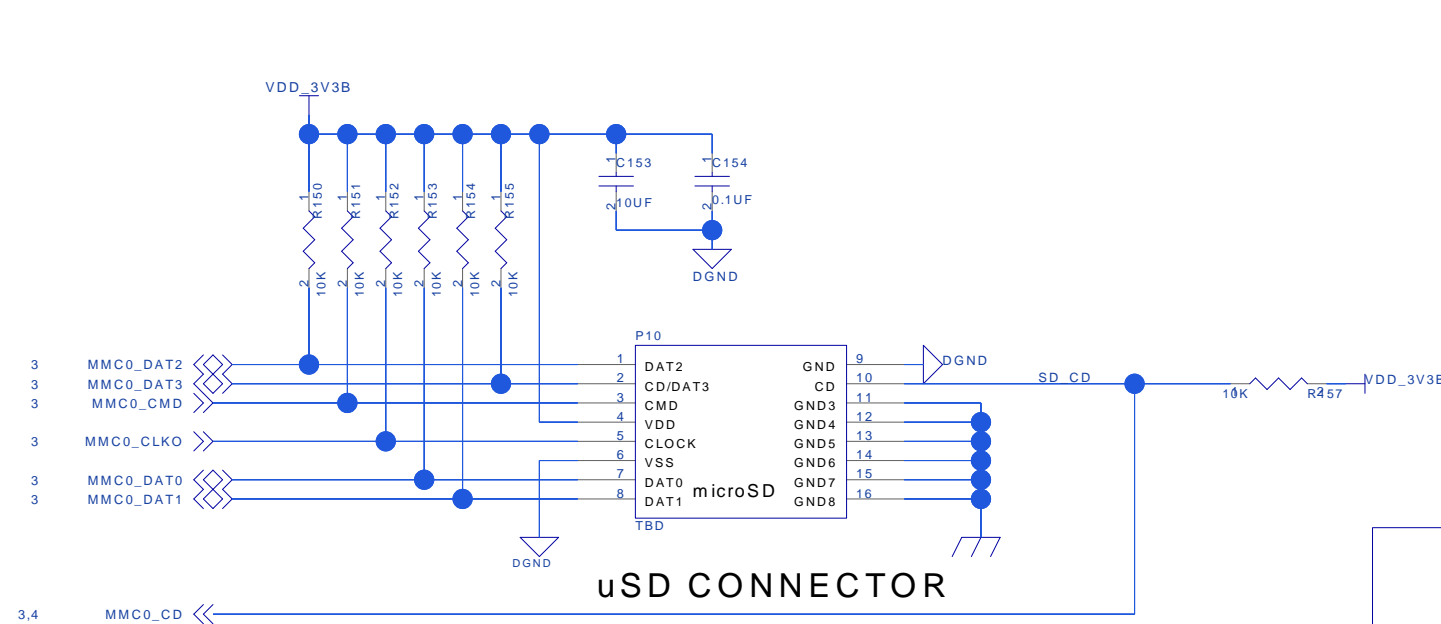 VDD_3V3B
1 R150 2 10K
1 R151 2 10K
1 R152 2 10K
1 R153 2 10K
1 R154 2 10K
1 R155 2 10K
1 C153
2 10UF
1 C154
2 0.1UF
DGND
P10
3 MMC0_DAT2 1 DAT2 GND 9 DGND
3 MMC0_DAT3 2 CD/DAT3 CD 10 SD_CD
3 MMC0_CMD 3 CMD GND3 11
4 VDD GND4 12
3 MMC0_CLKO 5 CLOCK GND5 13
6 VSS GND6 14
3 MMC0_DAT0 7 DAT0 GND7 15
3 MMC0_DAT1 8 DAT1 GND8 16
microSD
TBD
10K 1 2 R157 VDD_3V3B
DGND
uSD CONNECTOR
3,4 MMC0_CD